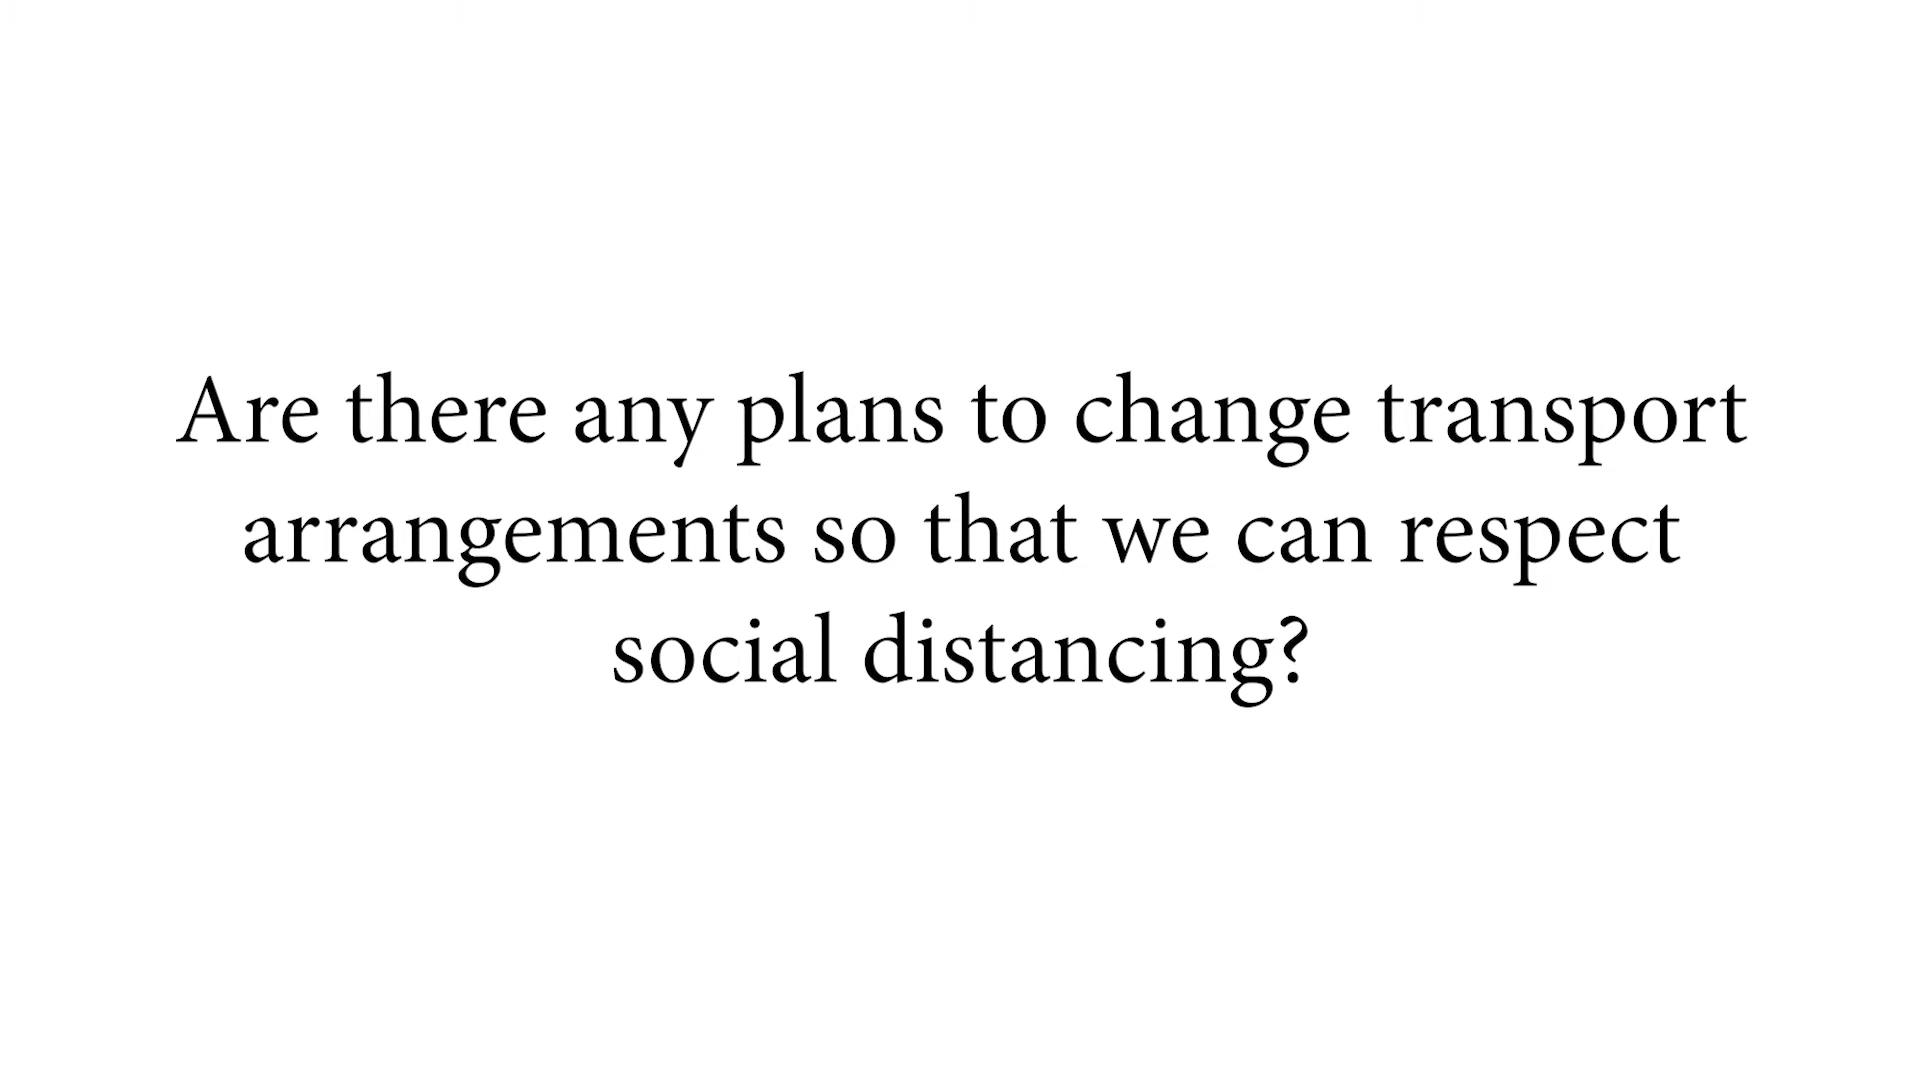 Are there any plans to change transport
arrangements so that we can respect
social distancing?